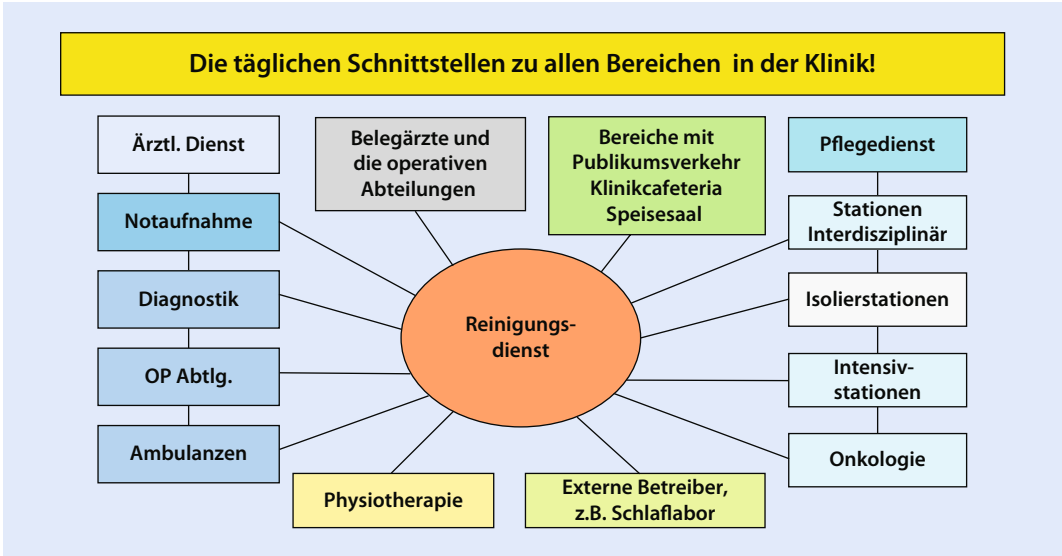 Die täglichen Schnittstellen zu allen Bereichen in der Klinik!
Ärztl. Dienst
Notaufnahme
Diagnostik
OP Abtlg.
Ambulanzen
Belegärzte und
die operativen
Abteilungen
Bereiche mit
Publikumsverkehr
Klinikcafeteria
Speisesaal
Reinigungs-
dienst
Physiotherapie
Externe Betreiber,
z.B. Schlaflabor
Pflegedienst
Stationen
Interdisziplinär
Isolierstationen
Intensiv-
stationen
Onkologie